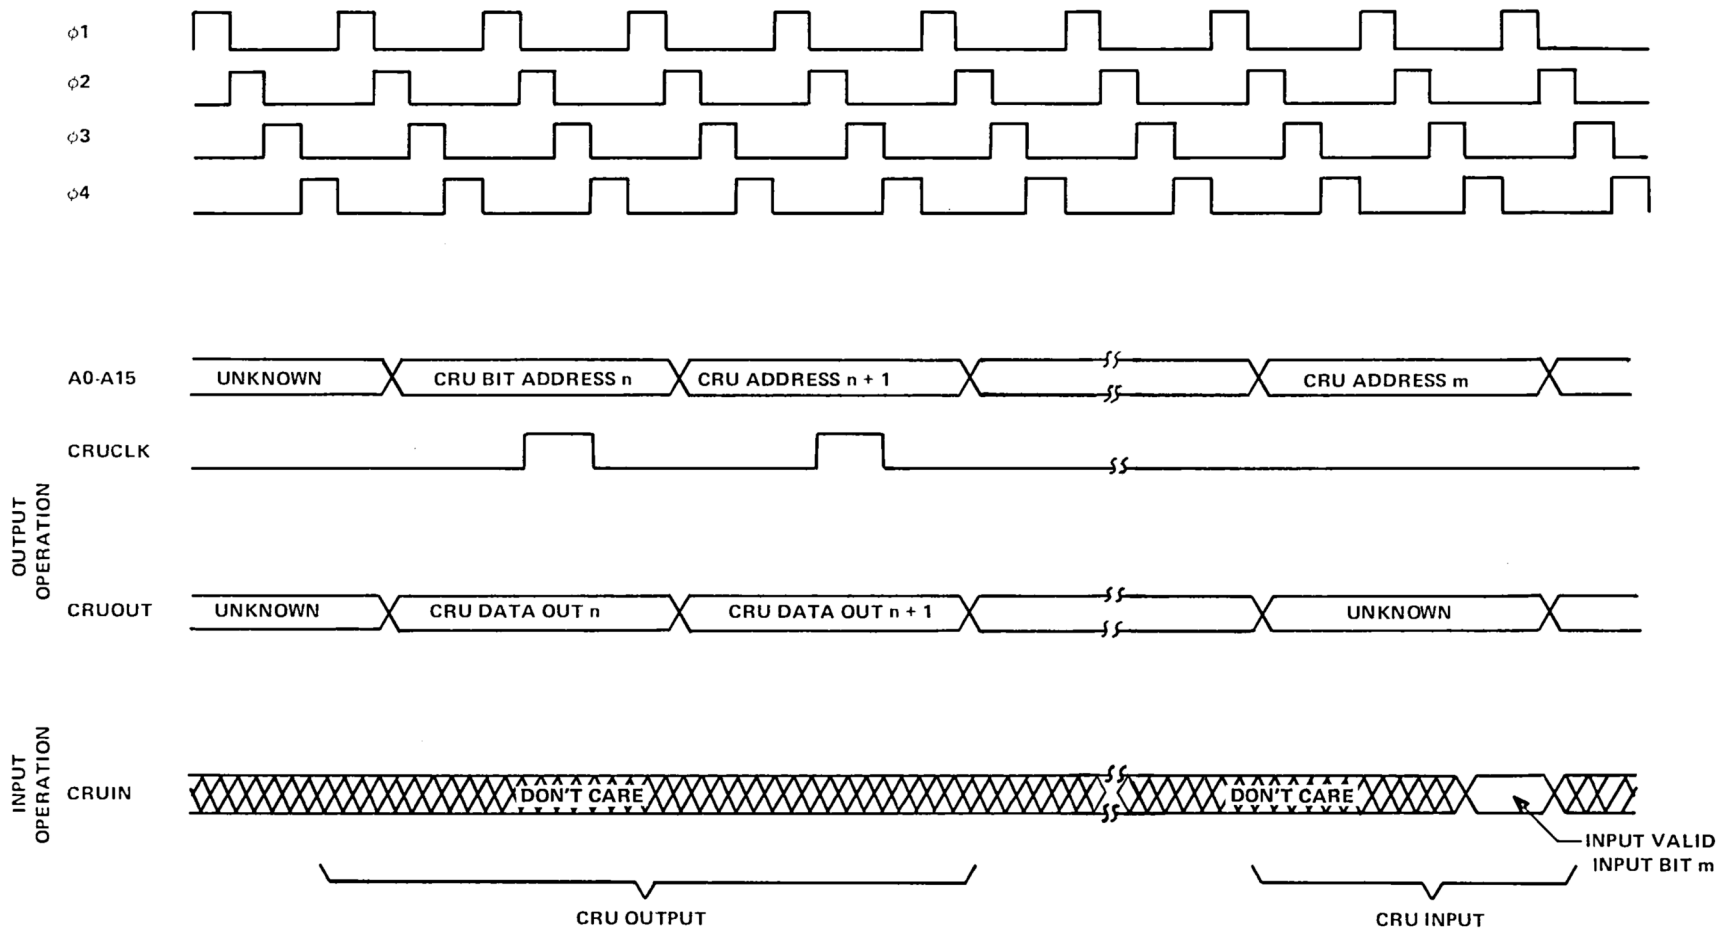 φ1
φ2
φ3
φ4
A0-A15
UNKNOWN
CRU BIT ADDRESS n
CRU ADDRESS n + 1
CRU ADDRESS m
CRUCLK
OUTPUT
OPERATION
CRUOUT
UNKNOWN
CRU DATA OUT n
CRU DATA OUT n + 1
UNKNOWN
INPUT
OPERATION
CRUIN
DON'T CARE
DON'T CARE
INPUT VALID
INPUT BIT m
CRU OUTPUT
CRU INPUT